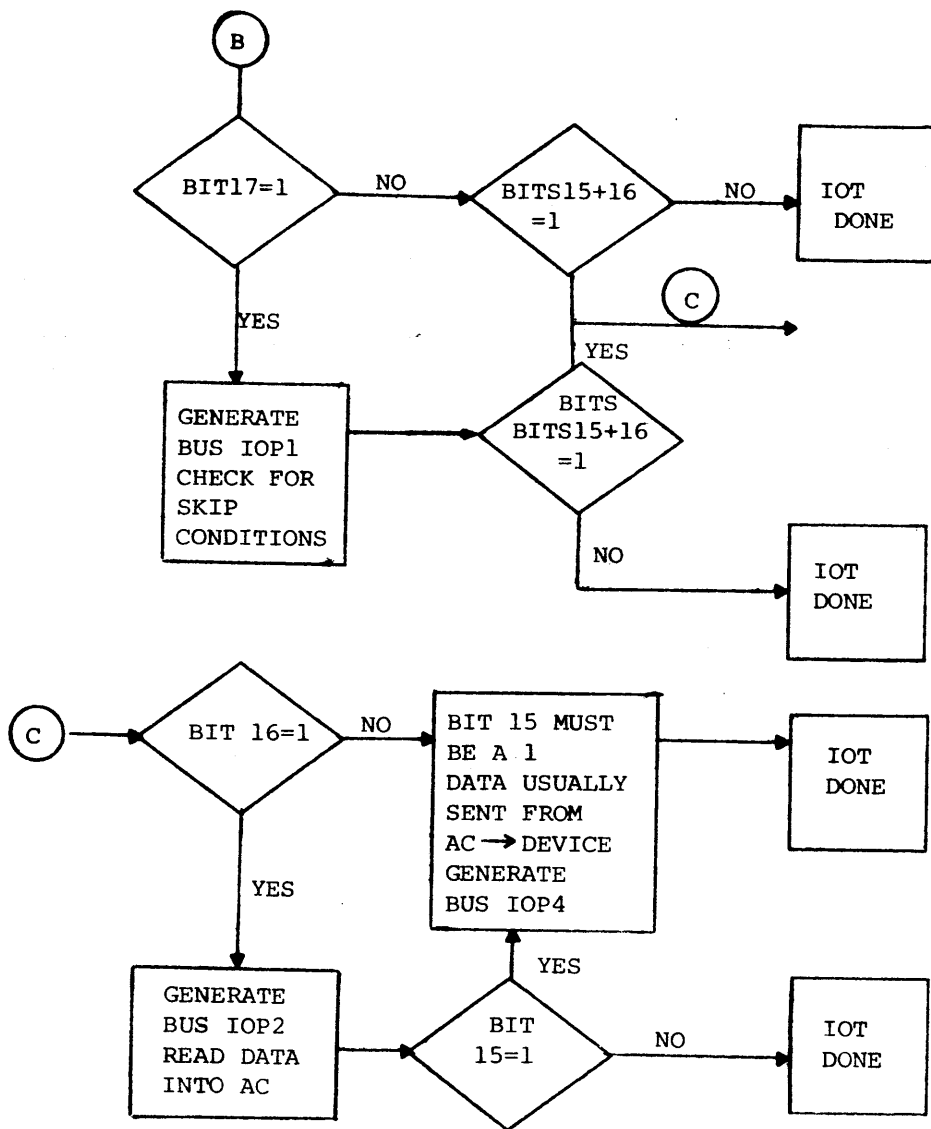 B
BIT17=1
NO
BITS15+16
=1
NO
IOT
DONE
YES
C
YES
GENERATE
BUS IOP1
CHECK FOR
SKIP
CONDITIONS
BITS
BITS15+16
=1
NO
IOT
DONE
C
BIT 16=1
NO
BIT 15 MUST
BE A 1
DATA USUALLY
SENT FROM
AC→DEVICE
GENERATE
BUS IOP4
IOT
DONE
YES
YES
GENERATE
BUS IOP2
READ DATA
INTO AC
BIT
15=1
NO
IOT
DONE